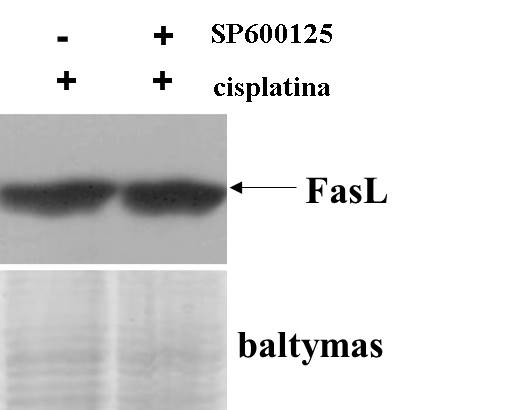 - + SP600125
+ + cisplatina
FasL
baltymas